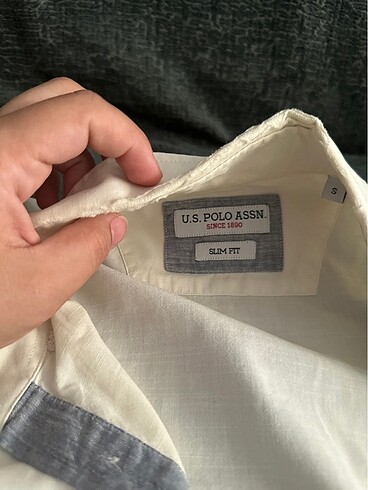 U.S. POLO ASSN.
SINCE 1890
SLIM FIT
S